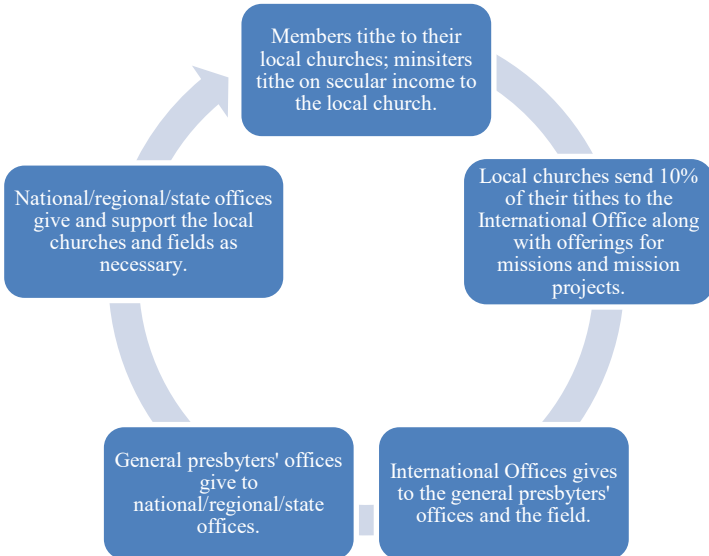 Members tithe to their
local churches; minsiters
tithe on secular income to
the local church.
Local churches send 10%
of their tithes to the
International Office along
with offerings for
missions and mission
projects.
International Offices gives
to the general presbyters'
offices and the field.
General presbyters' offices
give to
national/regional/state
offices.
National/regional/state offices
give and support the local
churches and fields as
necessary.